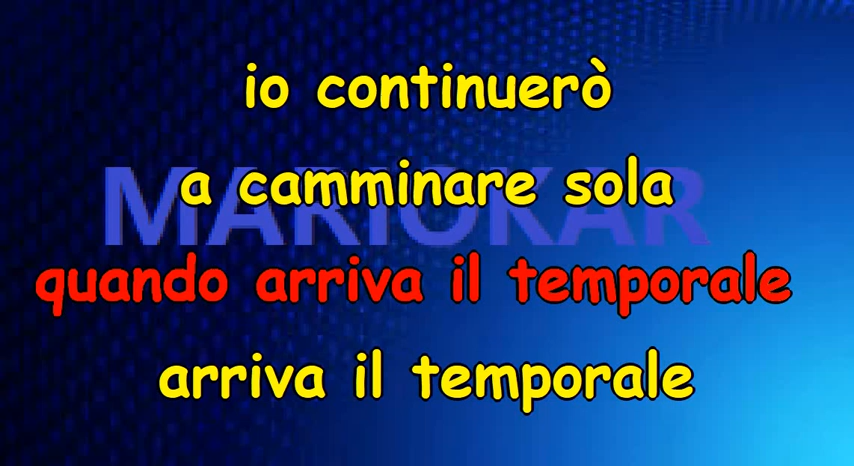 io continuerò
a camminare sola
MARIOKAR
quando arriva il temporale
arriva il temporale